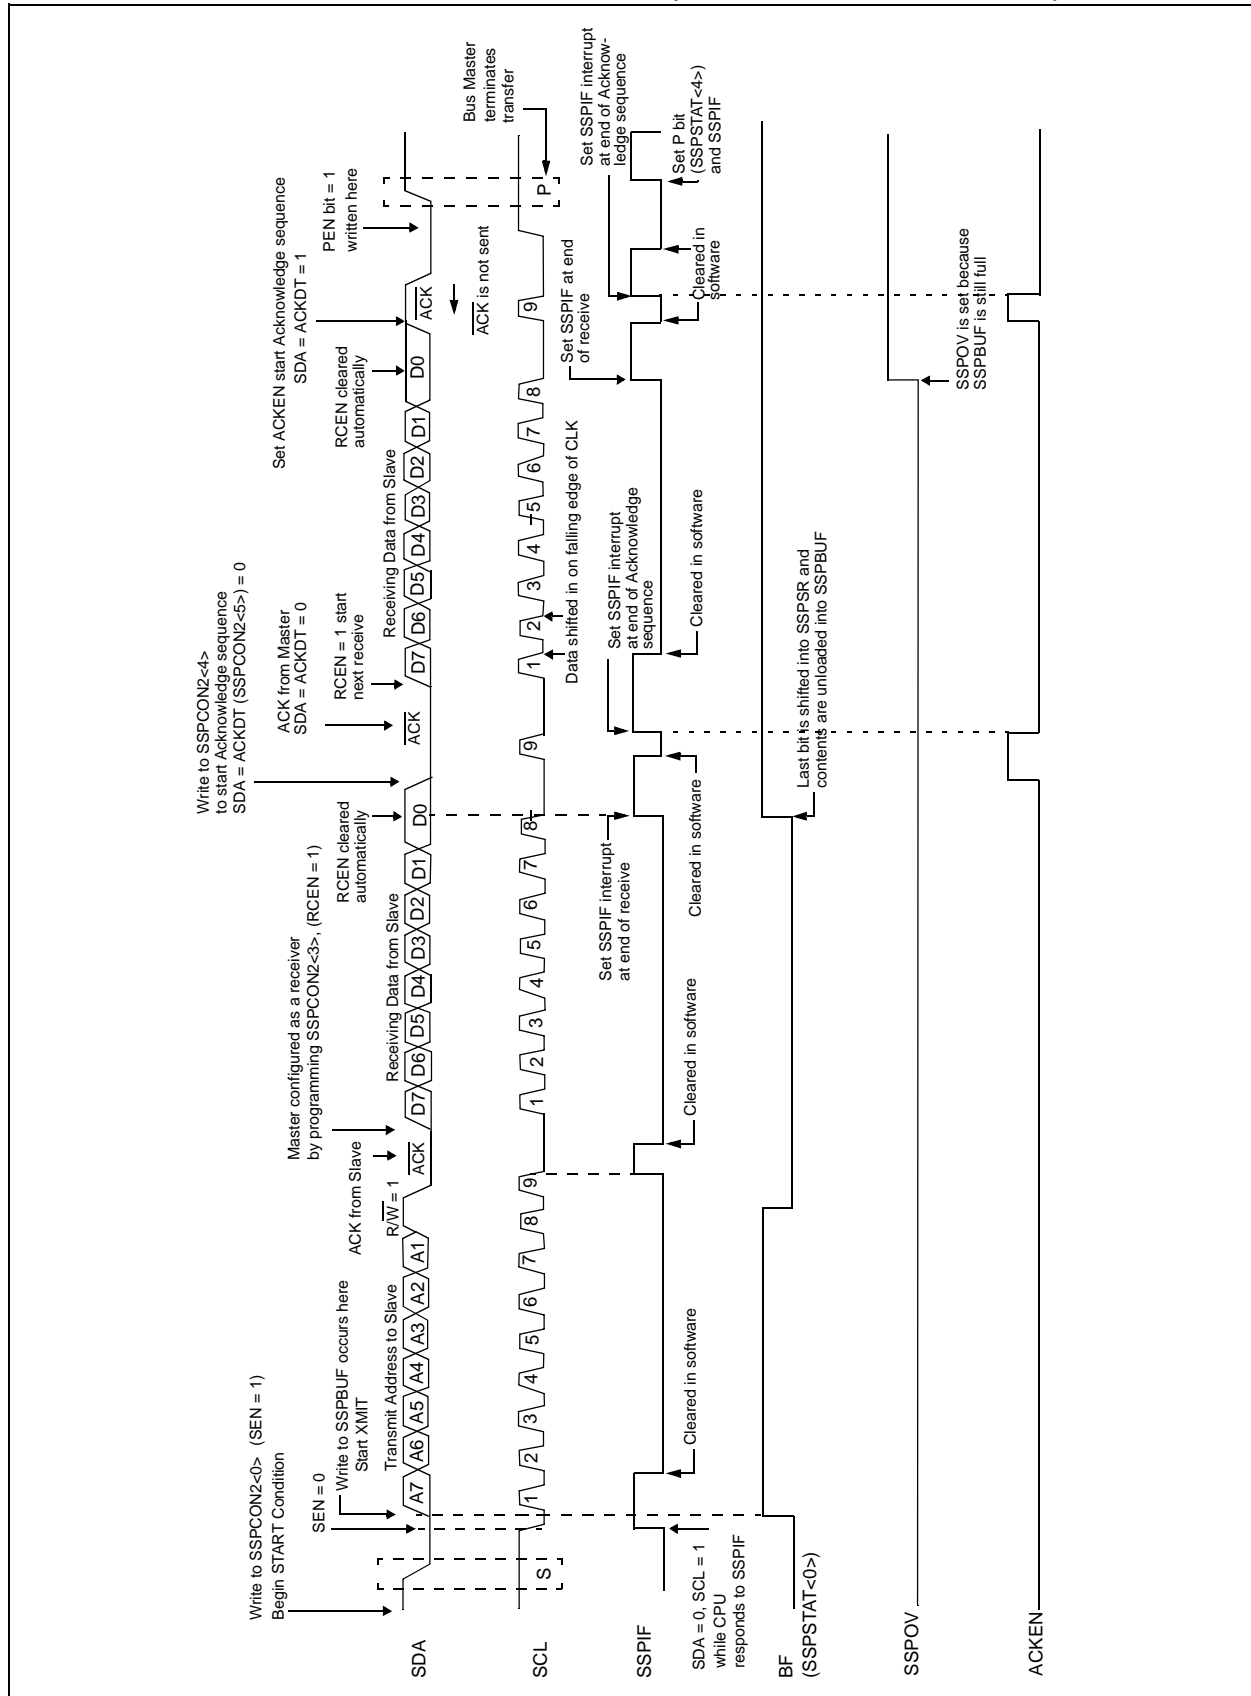 Write to SSPCON2<0> (SEN = 1)
Begin START Condition
SEN = 0
Write to SSPBUF occurs here
Start XMIT
Transmit Address to Slave
ACK from Slave
R/W = 1
Master configured as a receiver
by programming SSPCON2<3>, (RCEN = 1)
Receiving Data from Slave
RCEN cleared
automatically
Write to SSPCON2<4>
to start Acknowledge sequence
SDA = ACKDT (SSPCON2<5>) = 0
ACK from Master
SDA = ACKDT = 0
RCEN = 1 start
next receive
Receiving Data from Slave
RCEN cleared
automatically
Set ACKEN start Acknowledge sequence
SDA = ACKDT = 1
PEN bit = 1
written here
SDA
A7 A6 A5 A4 A3 A2 A1
ACK
D7 D6 D5 D4 D3 D2 D1 D0
ACK
D7 D6 D5 D4 D3 D2 D1 D0
ACK
ACK is not sent
Bus Master
terminates
transfer
SCL
S
1 2 3 4 5 6 7 8 9
1 2 3 4 5 6 7 8 9
1 2 3 4 5 6 7 8 9
P
Data shifted in on falling edge of CLK
Set SSPIF interrupt
at end of receive
Set SSPIF interrupt
at end of Acknowledge
sequence
Set SSPIF at end
of receive
Set SSPIF interrupt
at end of Acknow-
ledge sequence
SSPIF
SDA = 0, SCL = 1
while CPU
responds to SSPIF
Cleared in software
Cleared in software
Cleared in software
Cleared in software
Cleared in software
Cleared in
software
Set P bit
(SSPSTAT<4>)
and SSPIF
BF
(SSPSTAT<0>)
Last bit is shifted into SSPSR and
contents are unloaded into SSPBUF
SSPOV
SSPOV is set because
SSPBUF is still full
ACKEN